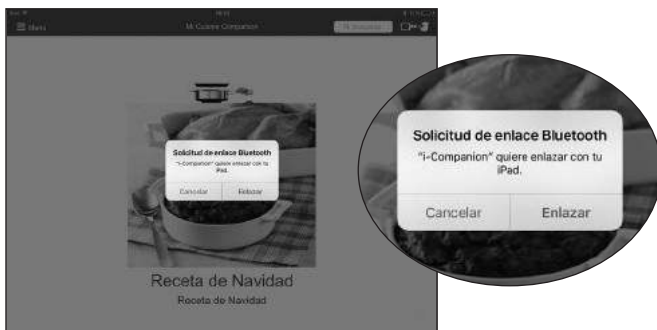 Menú
Mi Cuisine Companion
Solicitud de enlace Bluetooth
"i-Companion" quiere enlazar con tu
iPad.
Cancelar
Enlazar
Receta de Navidad
Receta de Navidad
Solicitud de enlace Bluetooth
"i-Companion" quiere enlazar con tu
iPad.
Cancelar
Enlazar